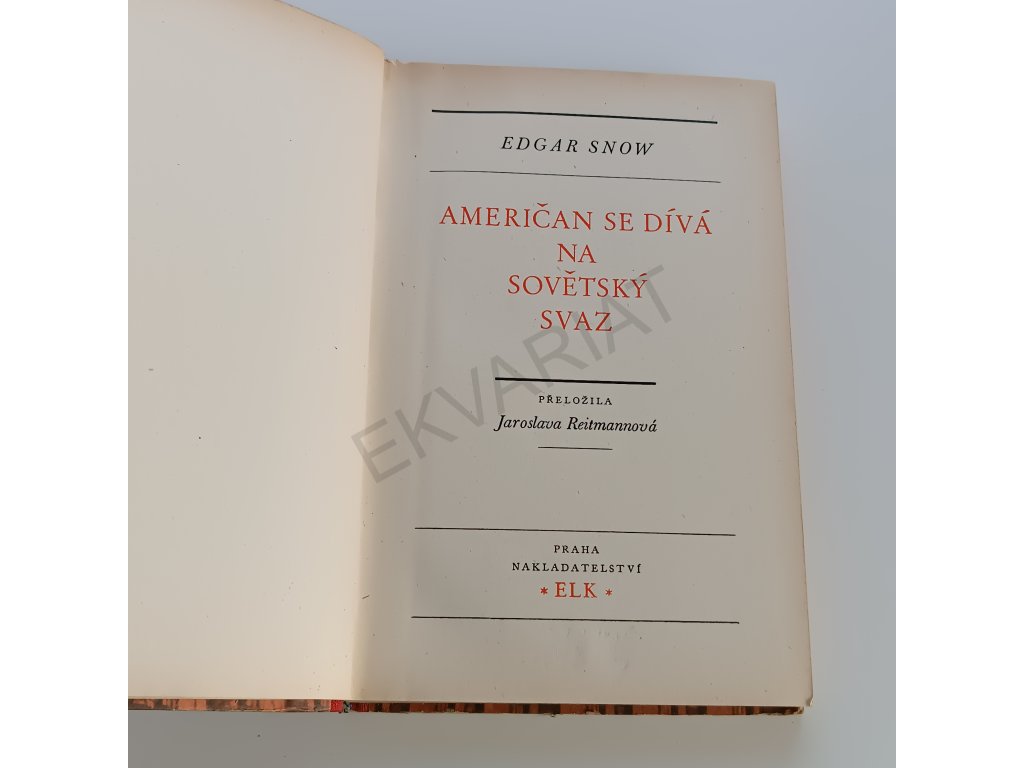 EDGAR SNOW
AMERIČAN SE DÍVÁ
NA
SOVĚTSKÝ
SVAZ
EKVARIAT
PŘELOŽILA
Jaroslava Reitmannová
PRAHA
NAKLADATELSTVÍ
* ELK *